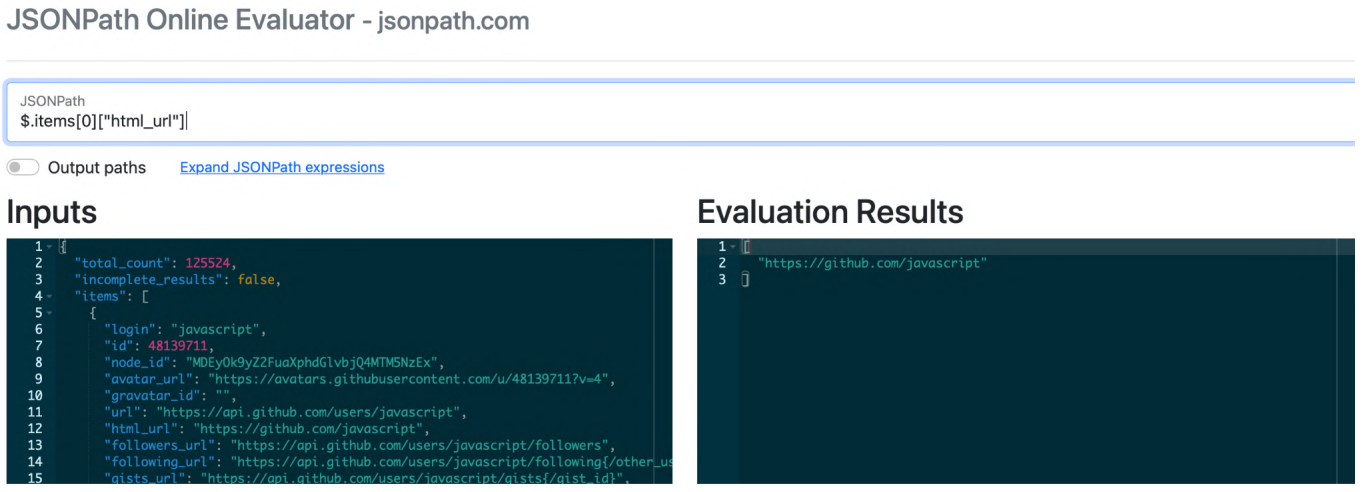 JSONPath Online Evaluator - jsonpath.com
JSONPath
$.items[0]["html_url"]
Output paths Expand JSONPath expressions
Inputs
1 {
2 "total_count": 125524,
3 "incomplete_results": false,
4 "items": [
5 {
6 "login": "javascript",
7 "id": 48139711,
8 "node_id": "MDEyOk9yZ2FuaXphdGlvbjQ4MTM5NzEx",
9 "avatar_url": "https://avatars.githubusercontent.com/u/48139711?v=4",
10 "gravatar_id": "",
11 "url": "https://api.github.com/users/javascript",
12 "html_url": "https://github.com/javascript",
13 "followers_url": "https://api.github.com/users/javascript/followers",
14 "following_url": "https://api.github.com/users/javascript/following{/other_us
15 "gists_url": "https://api.github.com/users/javascript/gists{/gist_id}",
Evaluation Results
1 [
2 "https://github.com/javascript"
3 ]